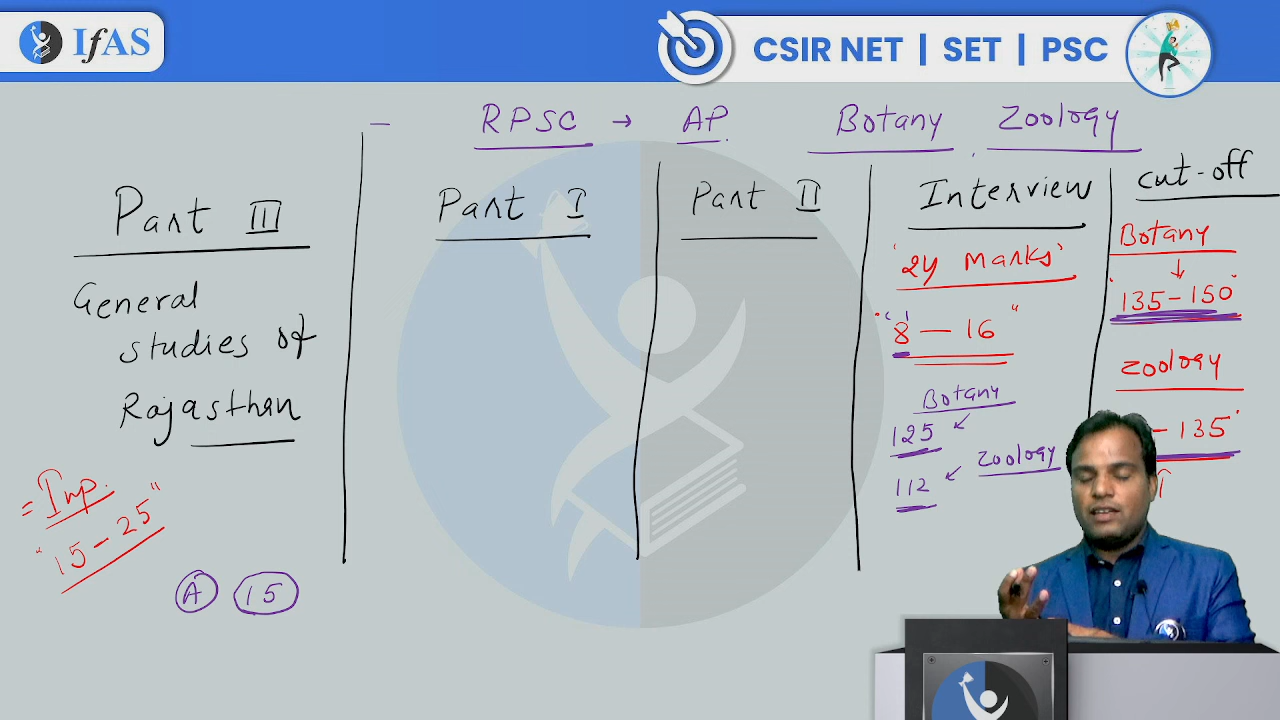 IfAS
CSIR NET | SET | PSC
RPSC → AP. Botany, Zoology
Part III
General
studies of
Rajasthan
= Imp.
"15-25"
A 15
Part I
Part II
Interview
'24 marks'
"8 — 16"
Botany
125
Zoology
112
cut-off
Botany
↓
"135-150"
Zoology
-135"